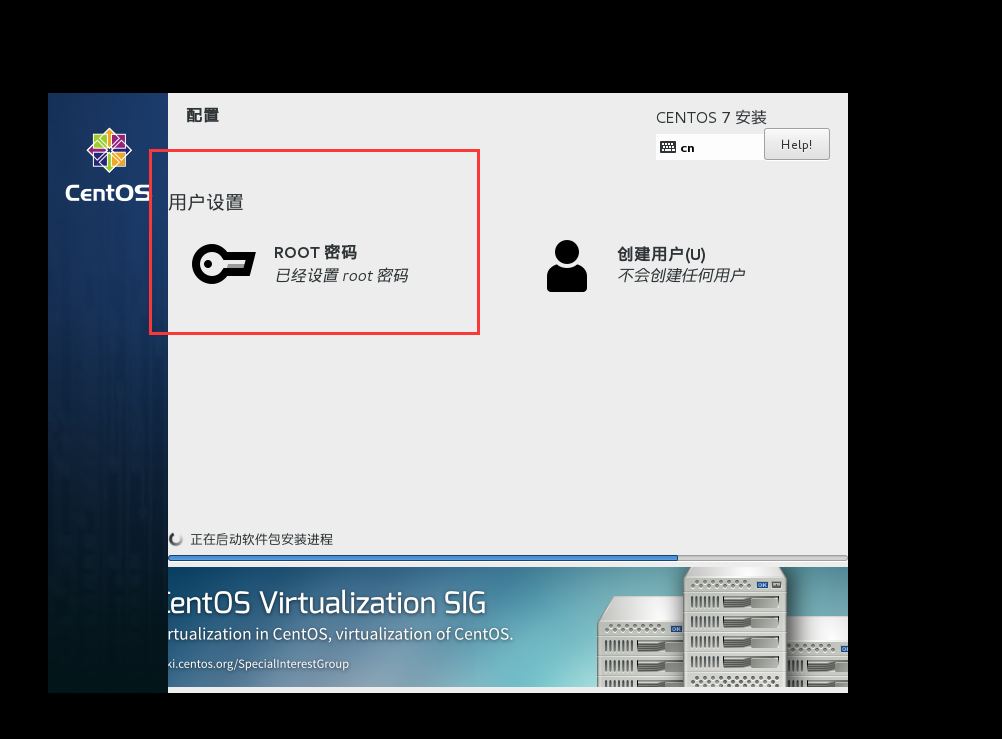 配置
CENTOS 7 安装
cn
Help!
CentOS
用户设置
ROOT 密码
已经设置 root 密码
创建用户(U)
不会创建任何用户
正在启动软件包安装进程
CentOS Virtualization SIG
rtualization in CentOS, virtualization of CentOS.
ki.centos.org/SpecialInterestGroup
OK
OK
OK